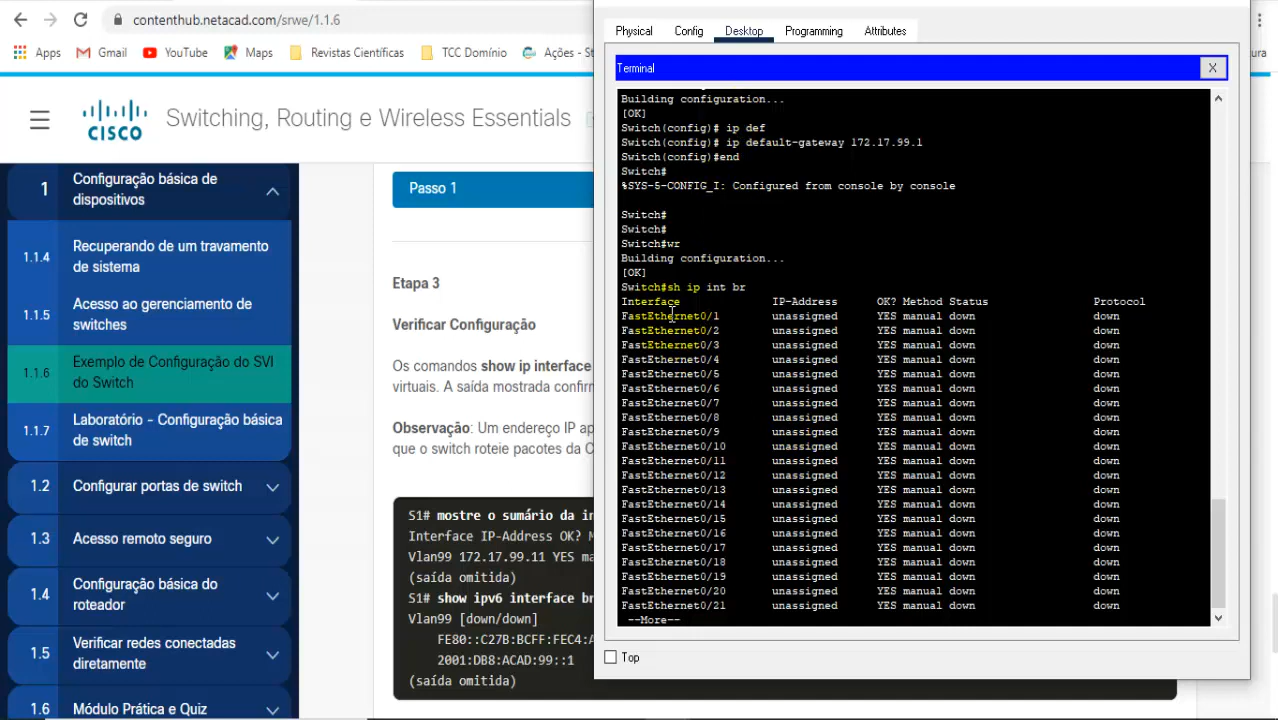 contenthub.netacad.com/srwe/1.1.6
Apps
Gmail
YouTube
Maps
Revistas Científicas
TCC Domínio
Ações - St
CISCO
Switching, Routing e Wireless Essentials
1
Configuração básica de
dispositivos
1.1.4
Recuperando de um travamento
de sistema
1.1.5
Acesso ao gerenciamento de
switches
1.1.6
Exemplo de Configuração do SVI
do Switch
1.1.7
Laboratório - Configuração básica
de switch
1.2
Configurar portas de switch
1.3
Acesso remoto seguro
1.4
Configuração básica do
roteador
1.5
Verificar redes conectadas
diretamente
1.6
Módulo Prática e Quiz
Passo 1
Etapa 3
Verificar Configuração
Os comandos show ip interface
virtuais. A saída mostrada confirr
Observação: Um endereço IP ap
que o switch roteie pacotes da C
S1# mostre o sumário da in
Interface IP-Address OK? M
Vlan99 172.17.99.11 YES ma
(saída omitida)
S1# show ipv6 interface br
Vlan99 [down/down]
FE80::C27B:BCFF:FEC4:A
2001:DB8:ACAD:99::1
(saída omitida)
Physical
Config
Desktop
Programming
Attributes
Terminal
X
Building configuration...
[OK]
Switch(config)# ip def
Switch(config)# ip default-gateway 172.17.99.1
Switch(config)#end
Switch#
%SYS-5-CONFIG_I: Configured from console by console
Switch#
Switch#
Switch#wr
Building configuration...
[OK]
Switch#sh ip int br
Interface IP-Address OK? Method Status Protocol
FastEthernet0/1 unassigned YES manual down down
FastEthernet0/2 unassigned YES manual down down
FastEthernet0/3 unassigned YES manual down down
FastEthernet0/4 unassigned YES manual down down
FastEthernet0/5 unassigned YES manual down down
FastEthernet0/6 unassigned YES manual down down
FastEthernet0/7 unassigned YES manual down down
FastEthernet0/8 unassigned YES manual down down
FastEthernet0/9 unassigned YES manual down down
FastEthernet0/10 unassigned YES manual down down
FastEthernet0/11 unassigned YES manual down down
FastEthernet0/12 unassigned YES manual down down
FastEthernet0/13 unassigned YES manual down down
FastEthernet0/14 unassigned YES manual down down
FastEthernet0/15 unassigned YES manual down down
FastEthernet0/16 unassigned YES manual down down
FastEthernet0/17 unassigned YES manual down down
FastEthernet0/18 unassigned YES manual down down
FastEthernet0/19 unassigned YES manual down down
FastEthernet0/20 unassigned YES manual down down
FastEthernet0/21 unassigned YES manual down down
--More--
Top